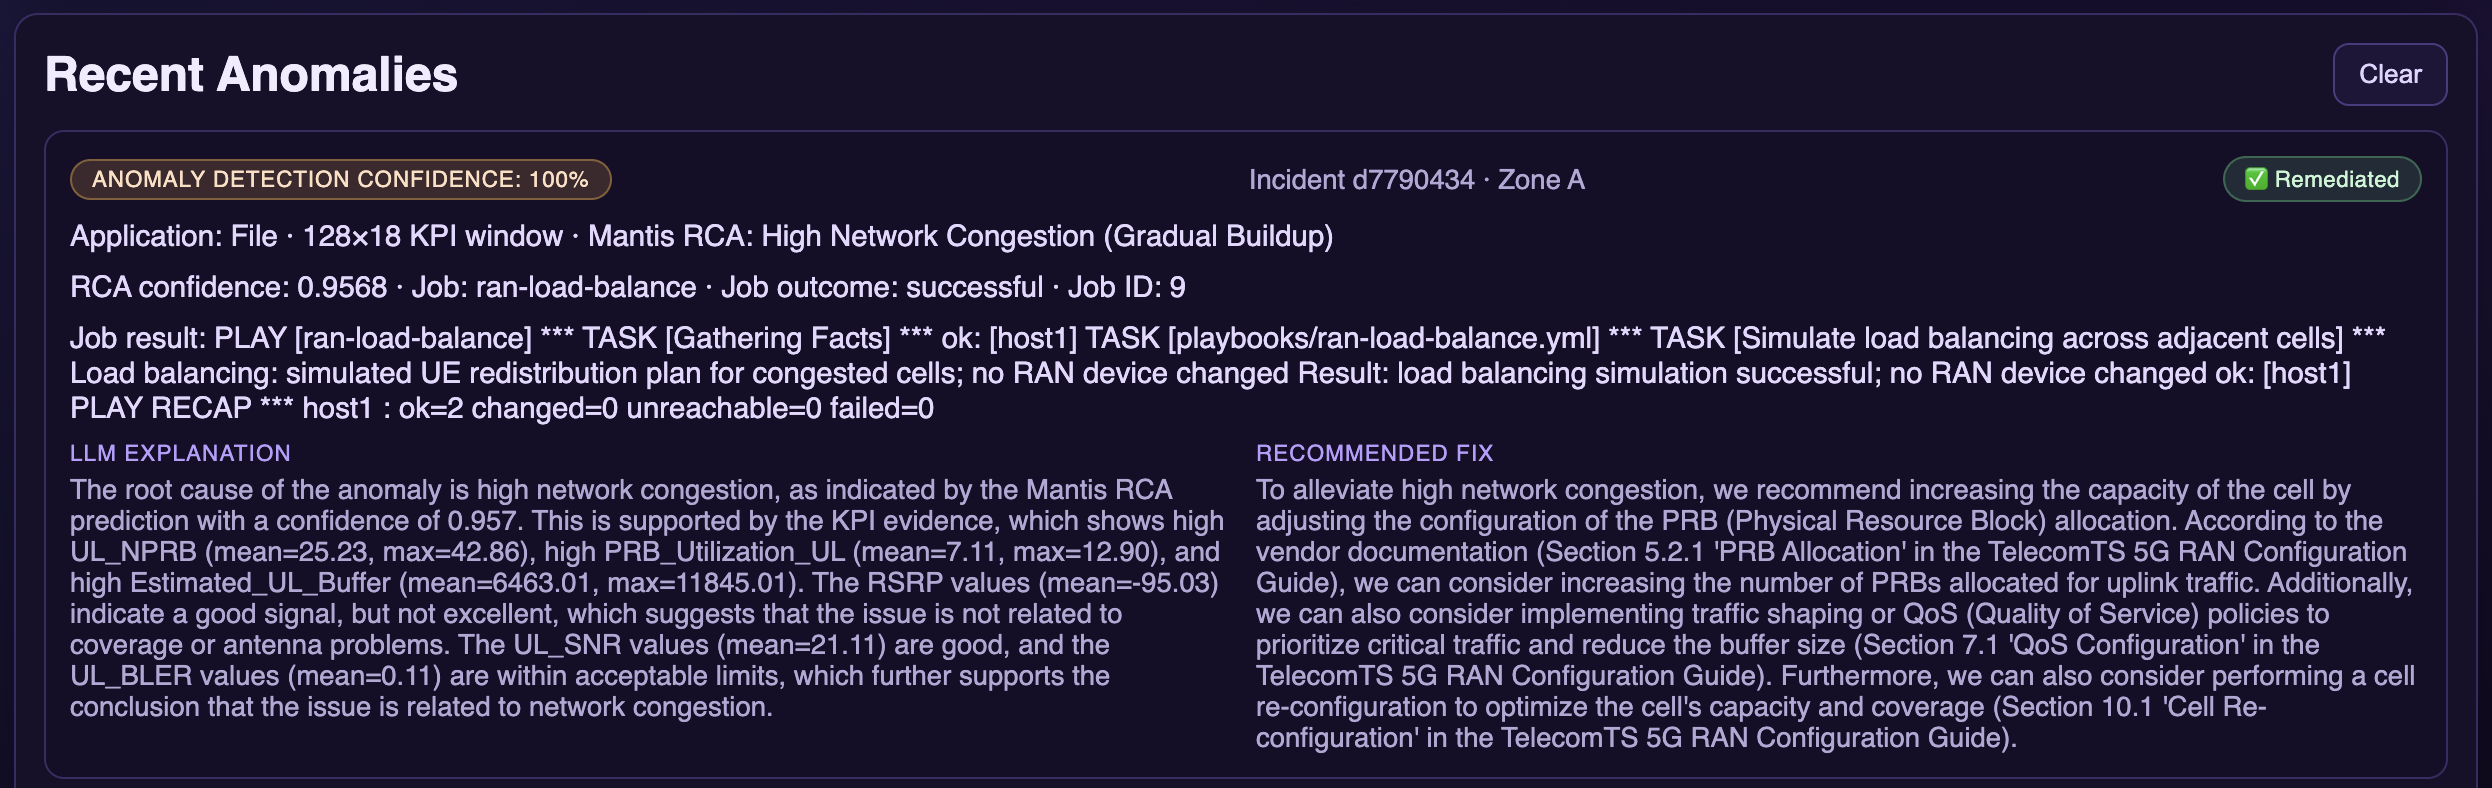 Recent Anomalies
Clear
ANOMALY DETECTION CONFIDENCE: 100%
Incident d7790434 · Zone A
✅ Remediated
Application: File · 128×18 KPI window · Mantis RCA: High Network Congestion (Gradual Buildup)
RCA confidence: 0.9568 · Job: ran-load-balance · Job outcome: successful · Job ID: 9
Job result: PLAY [ran-load-balance] *** TASK [Gathering Facts] *** ok: [host1] TASK [playbooks/ran-load-balance.yml] *** TASK [Simulate load balancing across adjacent cells] ***
Load balancing: simulated UE redistribution plan for congested cells; no RAN device changed Result: load balancing simulation successful; no RAN device changed ok: [host1]
PLAY RECAP *** host1 : ok=2 changed=0 unreachable=0 failed=0
LLM EXPLANATION
The root cause of the anomaly is high network congestion, as indicated by the Mantis RCA
prediction with a confidence of 0.957. This is supported by the KPI evidence, which shows high
UL_NPRB (mean=25.23, max=42.86), high PRB_Utilization_UL (mean=7.11, max=12.90), and
high Estimated_UL_Buffer (mean=6463.01, max=11845.01). The RSRP values (mean=-95.03)
indicate a good signal, but not excellent, which suggests that the issue is not related to
coverage or antenna problems. The UL_SNR values (mean=21.11) are good, and the
UL_BLER values (mean=0.11) are within acceptable limits, which further supports the
conclusion that the issue is related to network congestion.
RECOMMENDED FIX
To alleviate high network congestion, we recommend increasing the capacity of the cell by
adjusting the configuration of the PRB (Physical Resource Block) allocation. According to the
vendor documentation (Section 5.2.1 'PRB Allocation' in the TelecomTS 5G RAN Configuration
Guide), we can consider increasing the number of PRBs allocated for uplink traffic. Additionally,
we can also consider implementing traffic shaping or QoS (Quality of Service) policies to
prioritize critical traffic and reduce the buffer size (Section 7.1 'QoS Configuration' in the
TelecomTS 5G RAN Configuration Guide). Furthermore, we can also consider performing a cell
re-configuration to optimize the cell's capacity and coverage (Section 10.1 'Cell Re-
configuration' in the TelecomTS 5G RAN Configuration Guide).